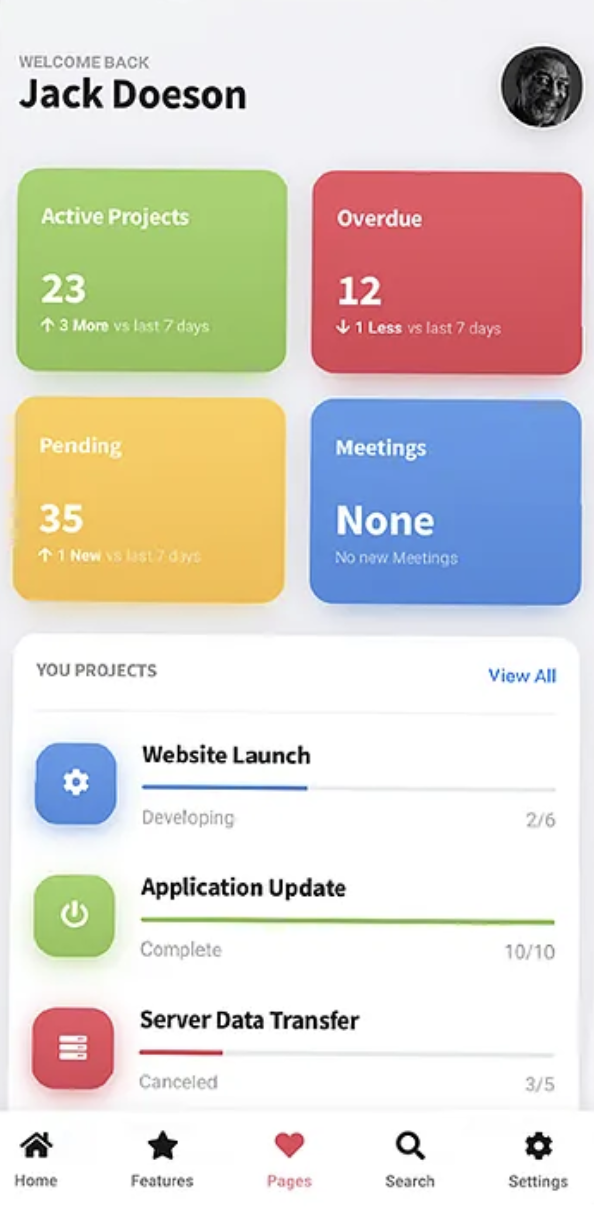 WELCOME BACK
Jack Doeson
Active Projects
23
↑ 3 More vs last 7 days
Overdue
12
↓ 1 Less vs last 7 days
Pending
35
↑ 1 New vs last 7 days
Meetings
None
No new Meetings
YOU PROJECTS
View All
Website Launch
Developing
2/6
Application Update
Complete
10/10
Server Data Transfer
Canceled
3/5
Home
Features
Pages
Search
Settings